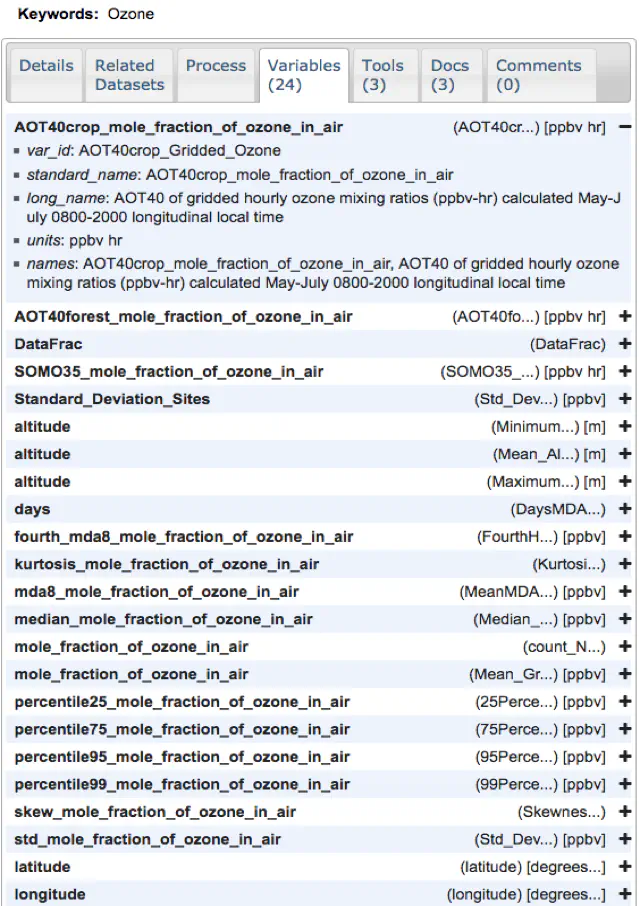 Keywords: Ozone
Details
Related Datasets
Process
Variables (24)
Tools (3)
Docs (3)
Comments (0)
AOT40crop_mole_fraction_of_ozone_in_air (AOT40cr...) [ppbv hr] −
▪ var_id: AOT40crop_Gridded_Ozone
▪ standard_name: AOT40crop_mole_fraction_of_ozone_in_air
▪ long_name: AOT40 of gridded hourly ozone mixing ratios (ppbv-hr) calculated May-J
uly 0800-2000 longitudinal local time
▪ units: ppbv hr
▪ names: AOT40crop_mole_fraction_of_ozone_in_air, AOT40 of gridded hourly ozone
mixing ratios (ppbv-hr) calculated May-July 0800-2000 longitudinal local time
AOT40forest_mole_fraction_of_ozone_in_air (AOT40fo...) [ppbv hr] +
DataFrac (DataFrac) +
SOMO35_mole_fraction_of_ozone_in_air (SOMO35_...) [ppbv hr] +
Standard_Deviation_Sites (Std_Dev...) [ppbv] +
altitude (Minimum...) [m] +
altitude (Mean_Al...) [m] +
altitude (Maximum...) [m] +
days (DaysMDA...) +
fourth_mda8_mole_fraction_of_ozone_in_air (FourthH...) [ppbv] +
kurtosis_mole_fraction_of_ozone_in_air (Kurtosi...) +
mda8_mole_fraction_of_ozone_in_air (MeanMDA...) [ppbv] +
median_mole_fraction_of_ozone_in_air (Median_...) [ppbv] +
mole_fraction_of_ozone_in_air (count_N...) +
mole_fraction_of_ozone_in_air (Mean_Gr...) [ppbv] +
percentile25_mole_fraction_of_ozone_in_air (25Perce...) [ppbv] +
percentile75_mole_fraction_of_ozone_in_air (75Perce...) [ppbv] +
percentile95_mole_fraction_of_ozone_in_air (95Perce...) [ppbv] +
percentile99_mole_fraction_of_ozone_in_air (99Perce...) [ppbv] +
skew_mole_fraction_of_ozone_in_air (Skewnes...) +
std_mole_fraction_of_ozone_in_air (Std_Dev...) [ppbv] +
latitude (latitude) [degrees...] +
longitude (longitude) [degrees...] +